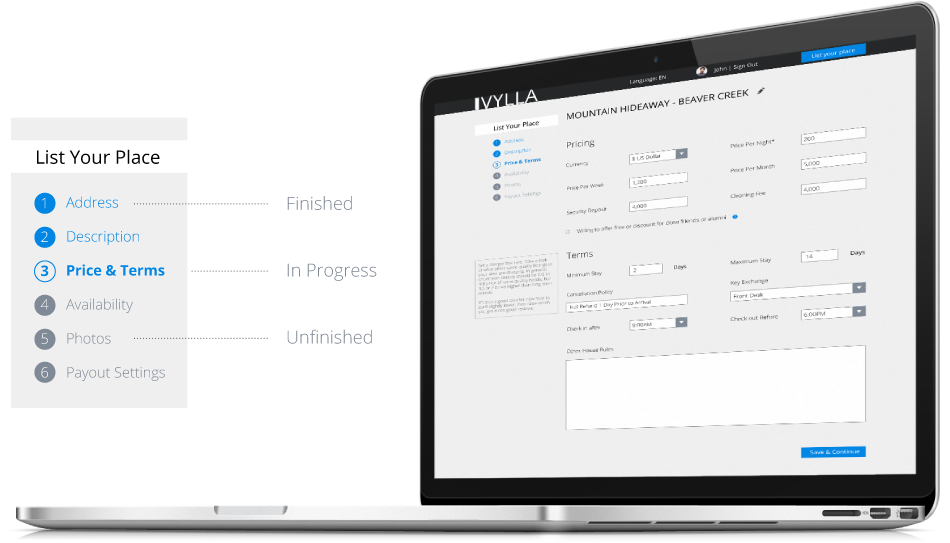 List Your Place
1 Address
Finished
2 Description
3 Price & Terms
In Progress
4 Availability
5 Photos
Unfinished
6 Payout Settings
Language: EN
John | Sign Out
List your place
VYLLA
List Your Place
1 Address
2 Description
3 Price & Terms
4 Availability
5 Photos
6 Payout Settings
MOUNTAIN HIDEAWAY - BEAVER CREEK
Pricing
Currency
$ US Dollar
Price Per Night*
200
Price Per Week
1,200
Price Per Month
5,000
Security Deposit
4,000
Cleaning Fee
4,000
Willing to offer free or discount for close friends or alumni
Terms
Minimum Stay
2
Days
Maximum Stay
14
Days
Cancellation Policy
Full Refund 1 Day Prior to Arrival
Key Exchange
Front Desk
Check in after
9:00AM
Check out Before
6:00PM
Other House Rules
Save & Continue